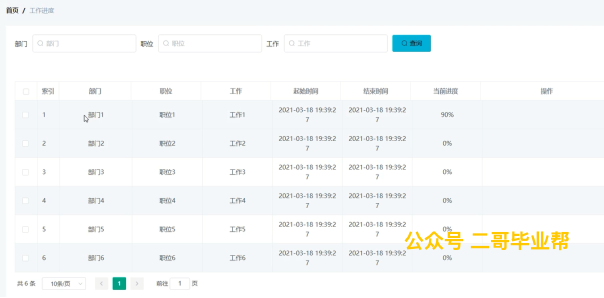 首页 / 工作进度
部门 部门 职位 职位 工作 工作 查询
索引 部门 职位 工作 起始时间 结束时间 当前进度 操作
1 部门1 职位1 工作1 2021-03-18 19:39:27 2021-03-18 19:39:27 90%
2 部门2 职位2 工作2 2021-03-18 19:39:27 2021-03-18 19:39:27 0%
3 部门3 职位3 工作3 2021-03-18 19:39:27 2021-03-18 19:39:27 0%
4 部门4 职位4 工作4 2021-03-18 19:39:27 2021-03-18 19:39:27 0%
5 部门5 职位5 工作5 2021-03-18 19:39:27 2021-03-18 19:39:27 0%
公众号 二哥毕业帮
6 部门6 职位6 工作6 2021-03-18 19:39:27 2021-03-18 19:39:27 0%
共 6 条 10条/页 1 前往 1 页